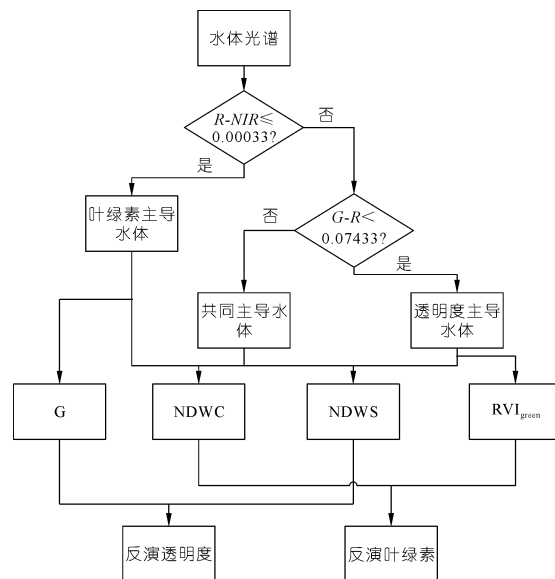 水体光谱
R-NIR≤
0.00033?
否
是
叶绿素主导
水体
否
G-R<
0.07433?
是
共同主导水
体
透明度主导
水体
G
NDWC
NDWS
RVIgreen
反演透明度
反演叶绿素